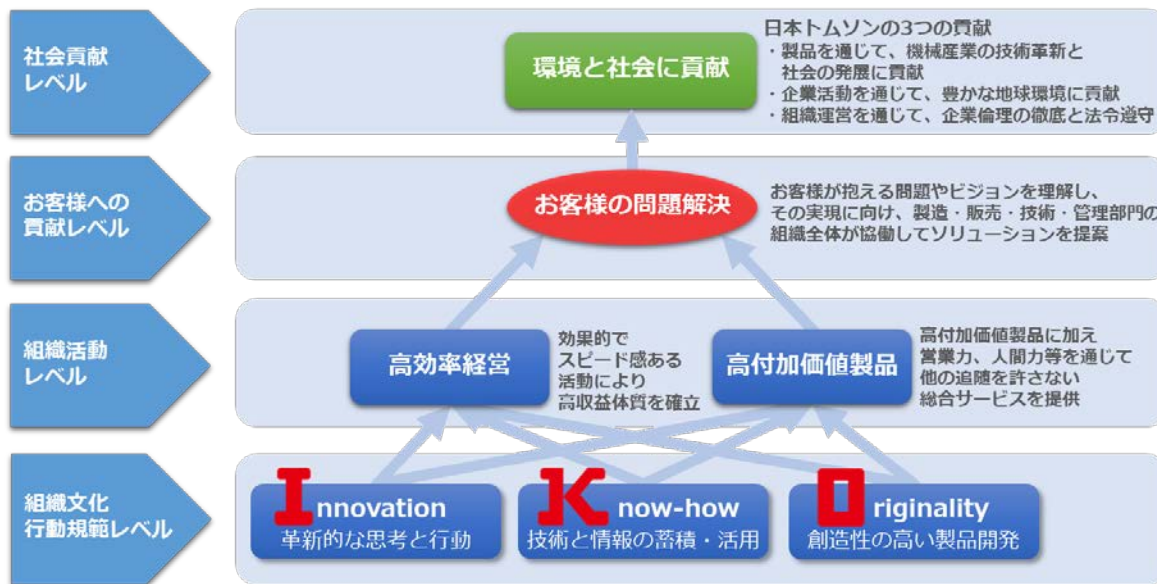 社会貢献
レベル
環境と社会に貢献
日本トムソンの3つの貢献
・製品を通じて、機械産業の技術革新と
社会の発展に貢献
・企業活動を通じて、豊かな地球環境に貢献
・組織運営を通じて、企業倫理の徹底と法令遵守
お客様への
貢献レベル
お客様の問題解決
お客様が抱える問題やビジョンを理解し、
その実現に向け、製造・販売・技術・管理部門の
組織全体が協働してソリューションを提案
組織活動
レベル
高効率経営
効果的で
スピード感ある
活動により
高収益体質を確立
高付加価値製品
高付加価値製品に加え
営業力、人間力等を通じて
他の追随を許さない
総合サービスを提供
組織文化
行動規範レベル
Innovation
革新的な思考と行動
Know-how
技術と情報の蓄積・活用
Originality
創造性の高い製品開発